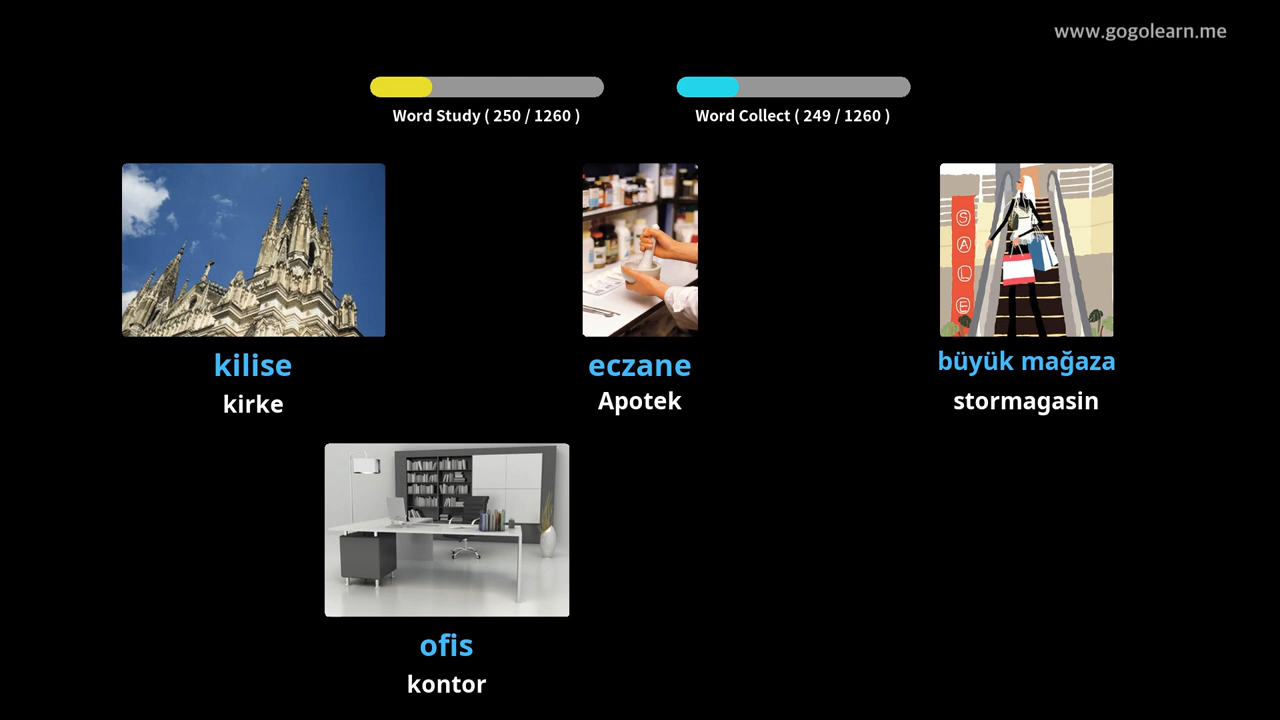 www.gogolearn.me
Word Study ( 250 / 1260 )
Word Collect ( 249 / 1260 )
SALE
kilise
eczane
büyük mağaza
kirke
Apotek
stormagasin
ofis
kontor